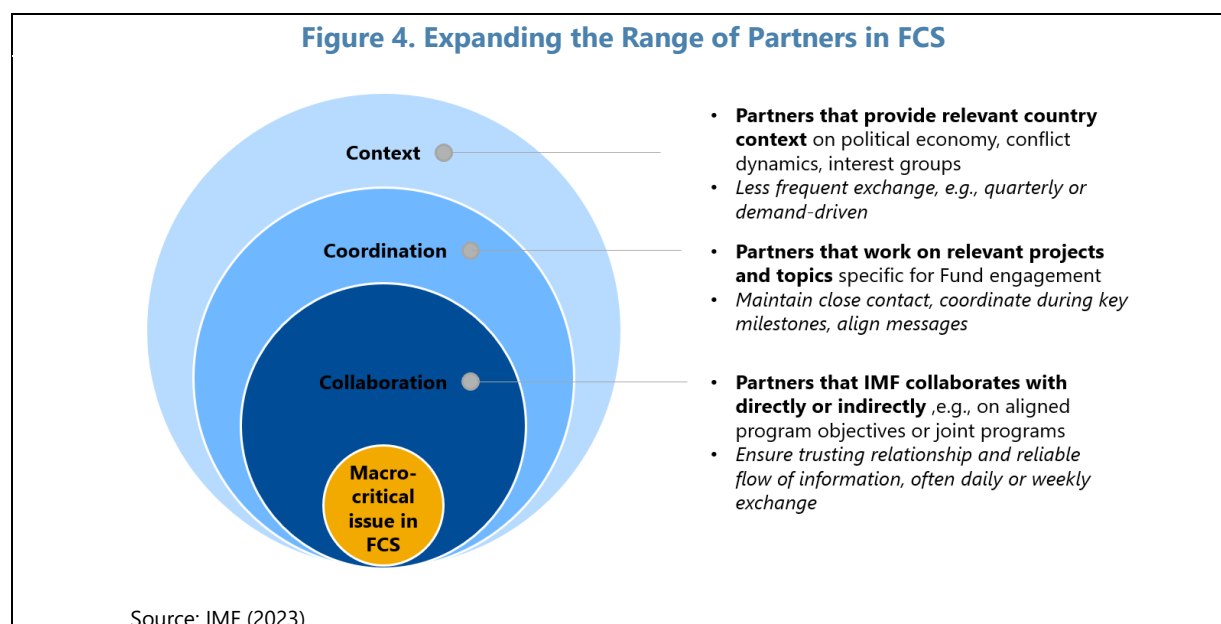 Figure 4. Expanding the Range of Partners in FCS
Context
• Partners that provide relevant country
context on political economy, conflict
dynamics, interest groups
• Less frequent exchange, e.g., quarterly or
demand-driven
Coordination
• Partners that work on relevant projects
and topics specific for Fund engagement
• Maintain close contact, coordinate during key
milestones, align messages
Collaboration
• Partners that IMF collaborates with
directly or indirectly ,e.g., on aligned
program objectives or joint programs
• Ensure trusting relationship and reliable
flow of information, often daily or weekly
exchange
Macro-
critical
issue in
FCS
Source: IMF (2023)